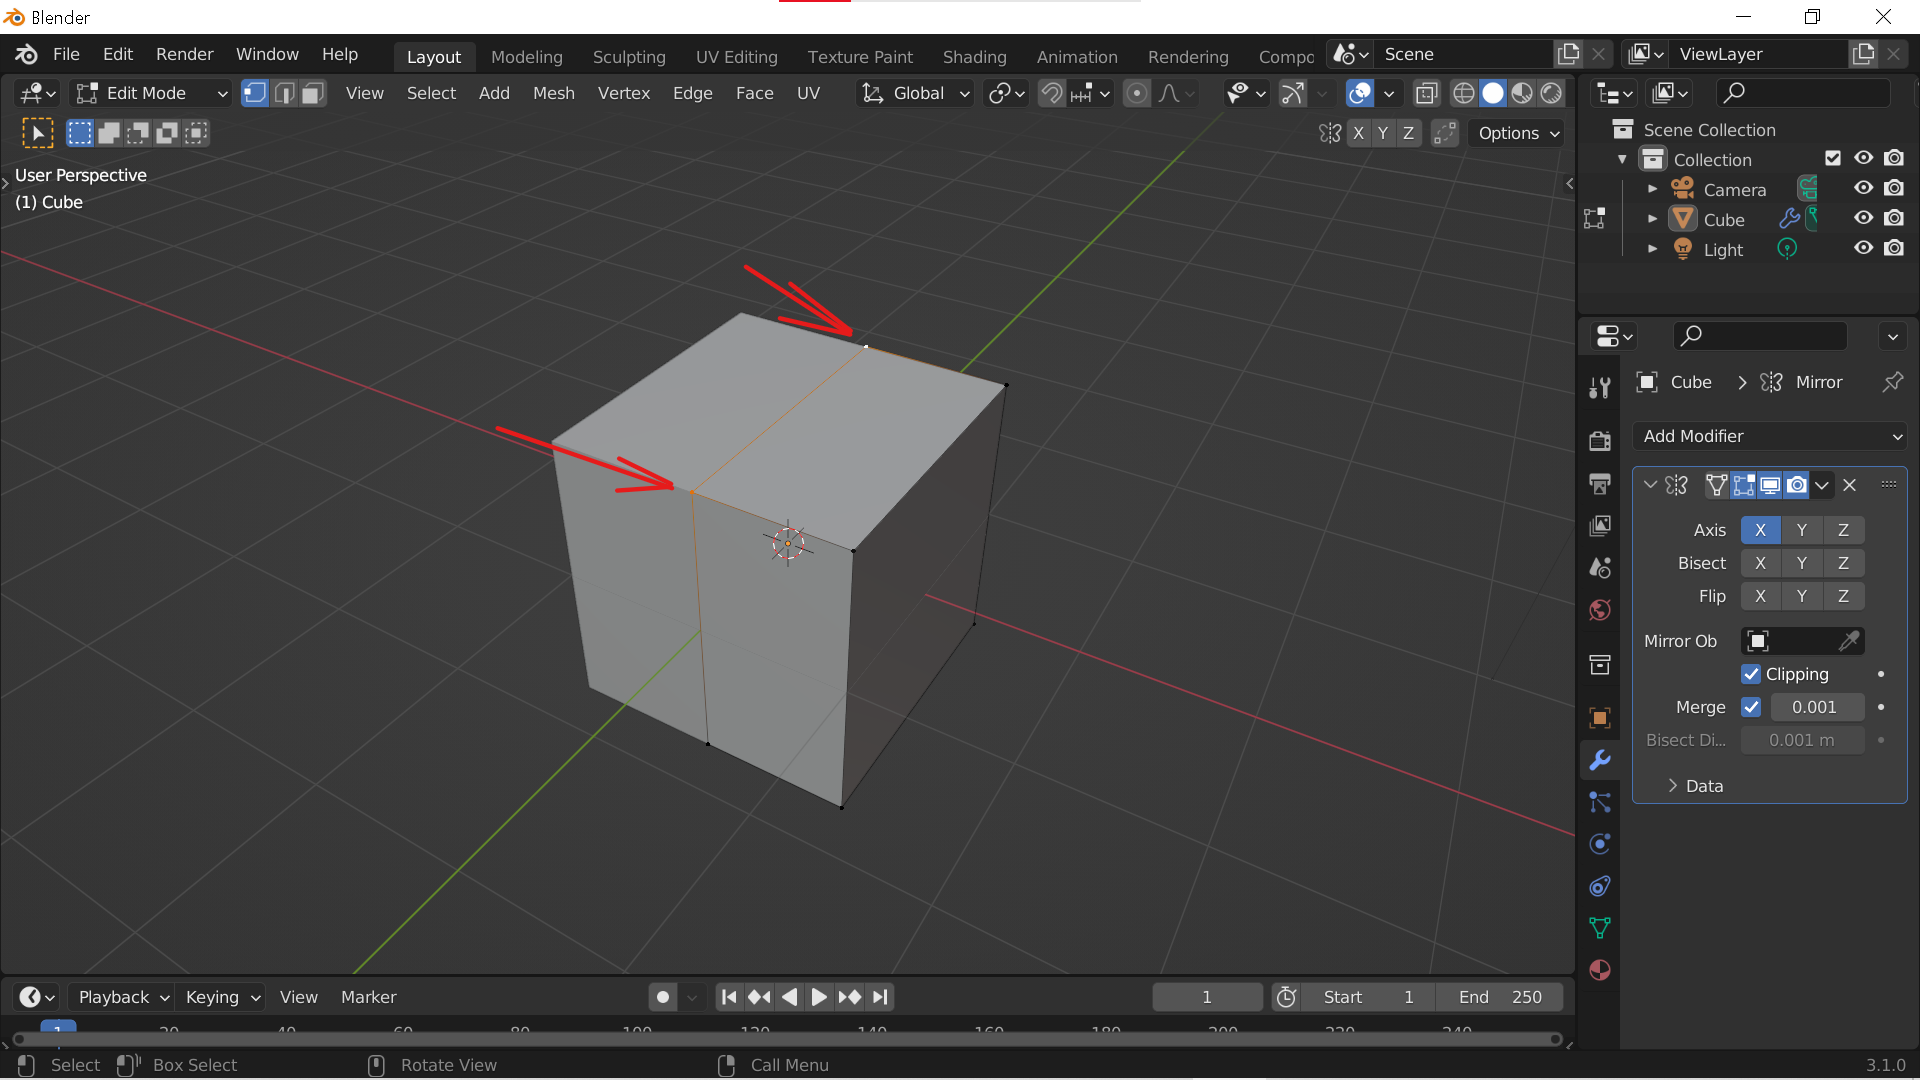 Blender
File Edit Render Window Help Layout Modeling Sculpting UV Editing Texture Paint Shading Animation Rendering Compo Scene ViewLayer
Edit Mode View Select Add Mesh Vertex Edge Face UV Global
X Y Z Options
User Perspective
(1) Cube
Scene Collection
Collection
Camera
Cube
Light
Cube > Mirror
Add Modifier
Axis X Y Z
Bisect X Y Z
Flip X Y Z
Mirror Ob
Clipping
Merge 0.001
Bisect Di... 0.001 m
Data
Playback Keying View Marker 1 Start 1 End 250
1 20 40 60 80 100 120 140 160 180 200 220 240
Select Box Select Rotate View Call Menu 3.1.0